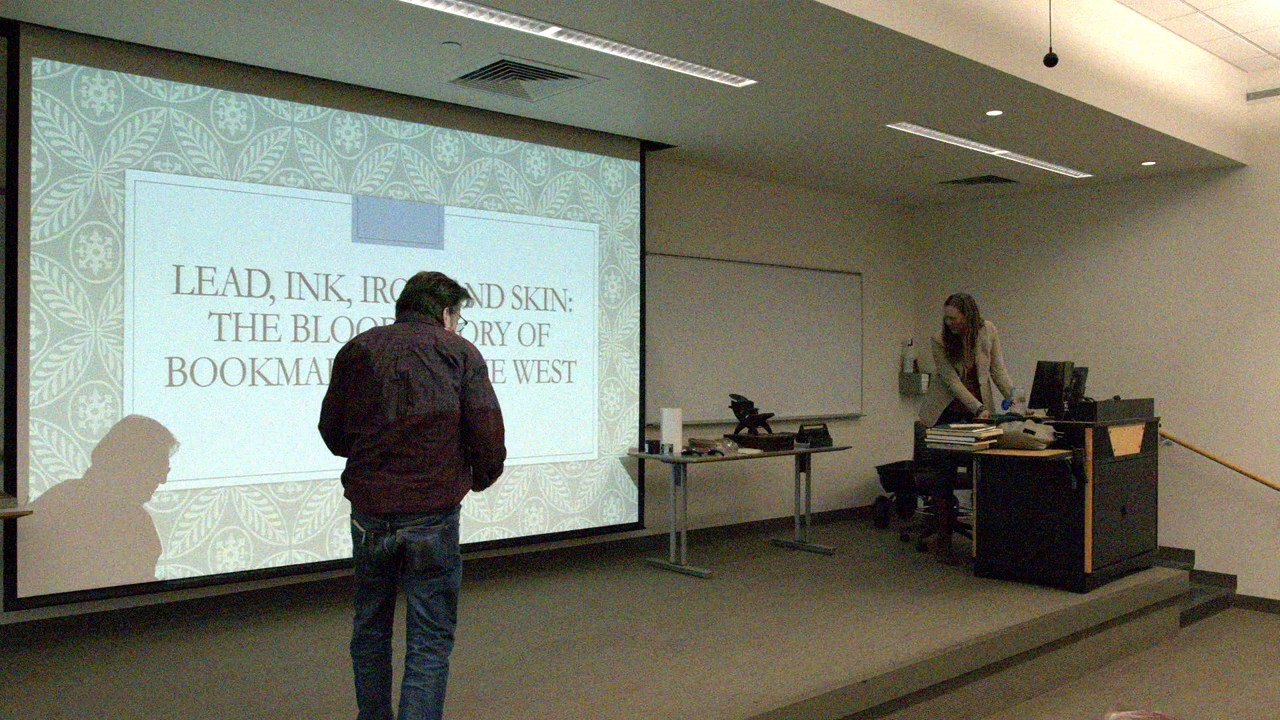 LEAD, INK, IRO ND SKIN:
THE BLOO ORY OF
BOOKMA E WEST